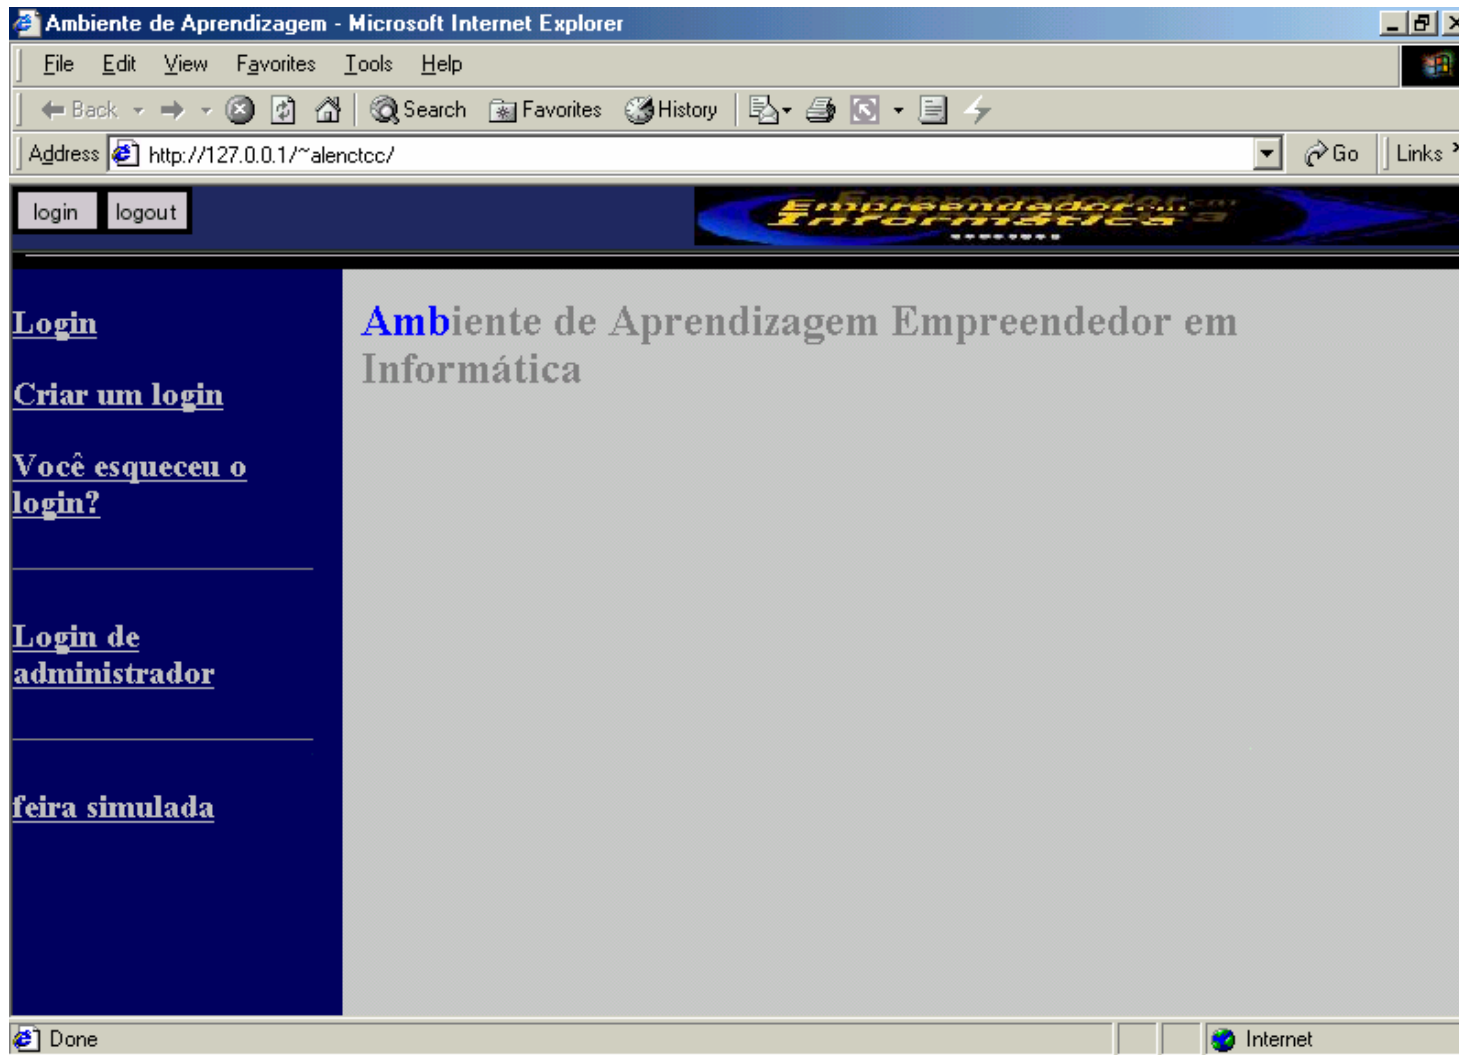 Ambiente de Aprendizagem - Microsoft Internet Explorer
File Edit View Favorites Tools Help
Back Search Favorites History
Address http://127.0.0.1/~alenctcc/ Go Links
login logout
Empreendedor em
Informática
Login
Criar um login
Você esqueceu o
login?
Login de
administrador
feira simulada
Ambiente de Aprendizagem Empreendedor em
Informática
Done Internet